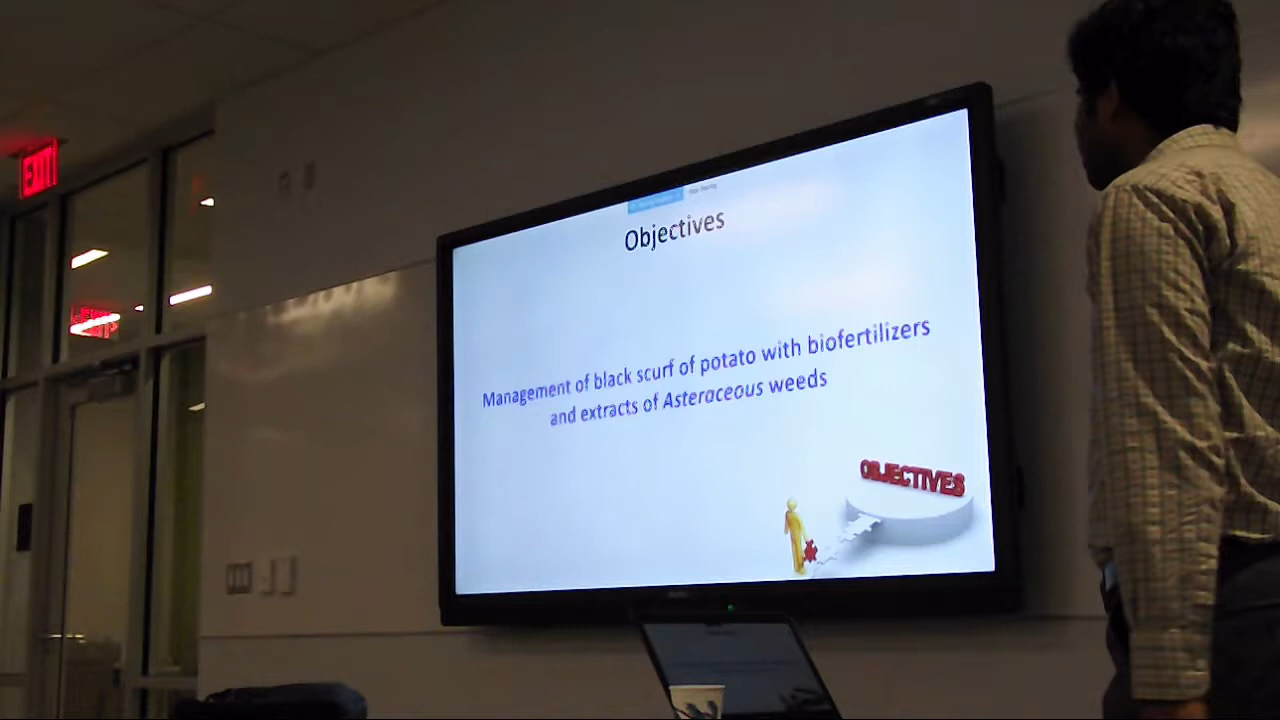 EXIT
Objectives
Management of black scurf of potato with biofertilizers
and extracts of Asteraceous weeds
OBJECTIVES